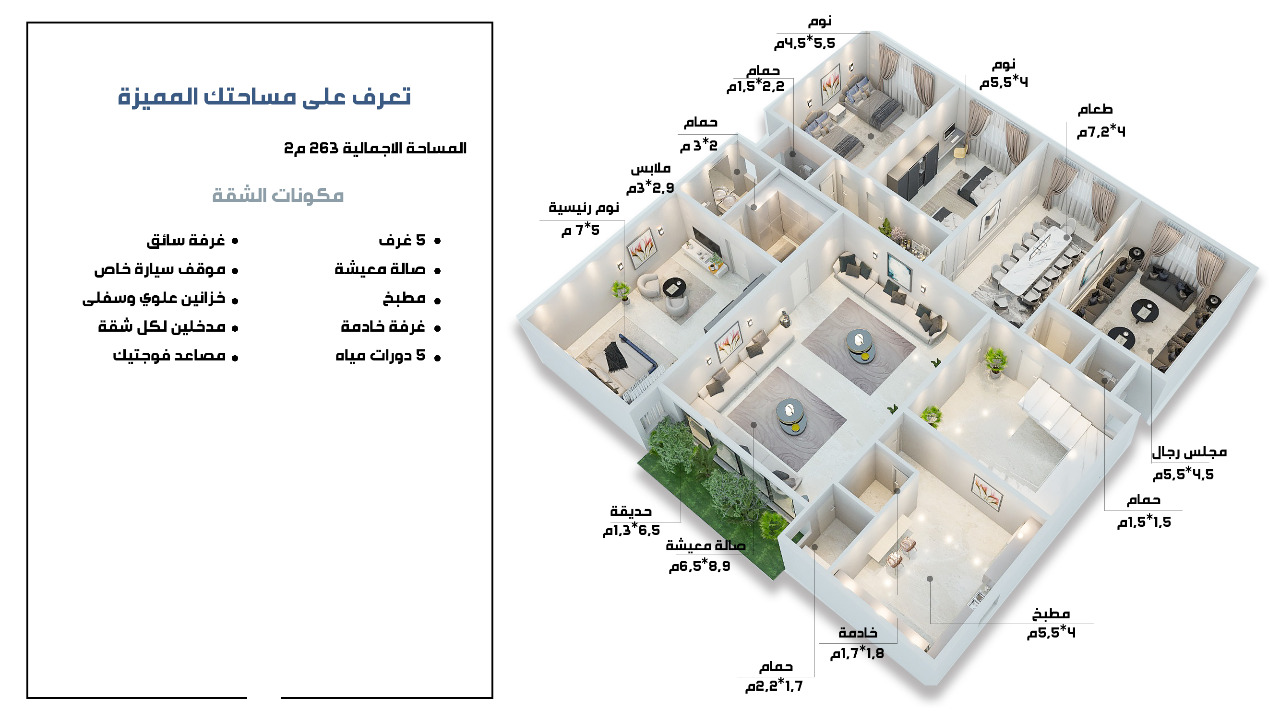 تعرف على مساحتك المميزة
المساحة الاجمالية 263 م2
مكونات الشقة
5 غرف
صالة معيشة
مطبخ
غرفة خادمة
5 دورات مياه
غرفة سائق
موقف سيارة خاص
خزانين علوي وسفلى
مدخلين لكل شقة
مصاعد فوجتيك
نوم
5,5*4,5م
حمام
2,2*1,5م
حمام
2*3 م
ملابس
2,9*3م
نوم رئيسية
5*7 م
نوم
4*5,5م
طعام
4*7,2م
مجلس رجال
4,5*5,5م
حمام
1,5*1,5م
حديقة
6,5*1,3م
صالة معيشة
8,9*6,5م
مطبخ
4*5,5م
خادمة
1,8*1,7م
حمام
1,7*2,2م